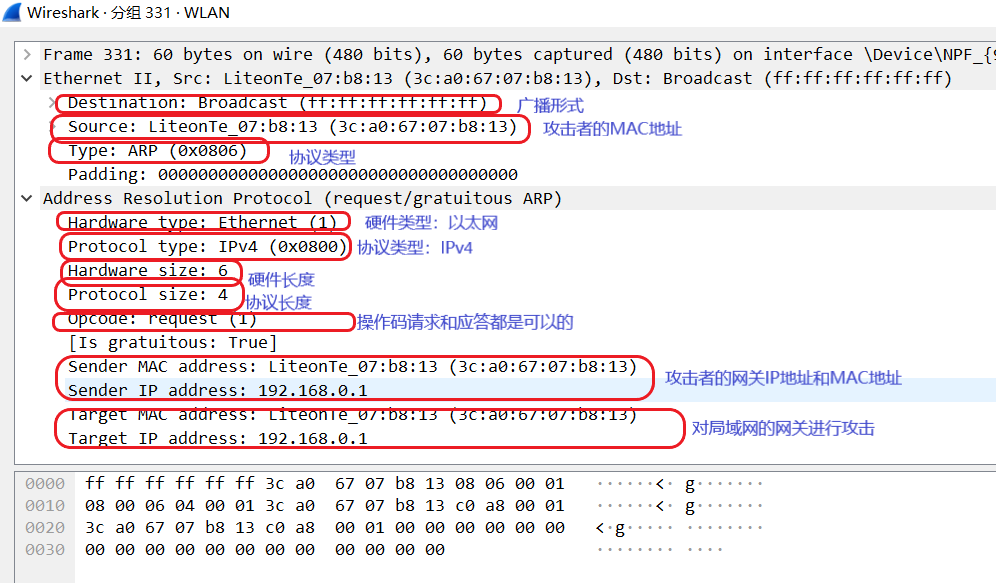 Wireshark · 分组 331 · WLAN
Frame 331: 60 bytes on wire (480 bits), 60 bytes captured (480 bits) on interface \Device\NPF_{9
Ethernet II, Src: LiteonTe_07:b8:13 (3c:a0:67:07:b8:13), Dst: Broadcast (ff:ff:ff:ff:ff:ff)
Destination: Broadcast (ff:ff:ff:ff:ff:ff) 广播形式
Source: LiteonTe_07:b8:13 (3c:a0:67:07:b8:13) 攻击者的MAC地址
Type: ARP (0x0806) 协议类型
Padding: 000000000000000000000000000000000000
Address Resolution Protocol (request/gratuitous ARP)
Hardware type: Ethernet (1) 硬件类型：以太网
Protocol type: IPv4 (0x0800) 协议类型：IPv4
Hardware size: 6 硬件长度
Protocol size: 4 协议长度
Opcode: request (1) 操作码请求和应答都是可以的
[Is gratuitous: True]
Sender MAC address: LiteonTe_07:b8:13 (3c:a0:67:07:b8:13) 攻击者的网关IP地址和MAC地址
Sender IP address: 192.168.0.1
Target MAC address: LiteonTe_07:b8:13 (3c:a0:67:07:b8:13) 对局域网的网关进行攻击
Target IP address: 192.168.0.1
0000 ff ff ff ff ff ff 3c a0 67 07 b8 13 08 06 00 01 ······<· g·······
0010 08 00 06 04 00 01 3c a0 67 07 b8 13 c0 a8 00 01 ······<· g·······
0020 3c a0 67 07 b8 13 c0 a8 00 01 00 00 00 00 00 00 <·g····· ········
0030 00 00 00 00 00 00 00 00 00 00 00 00 ········ ····